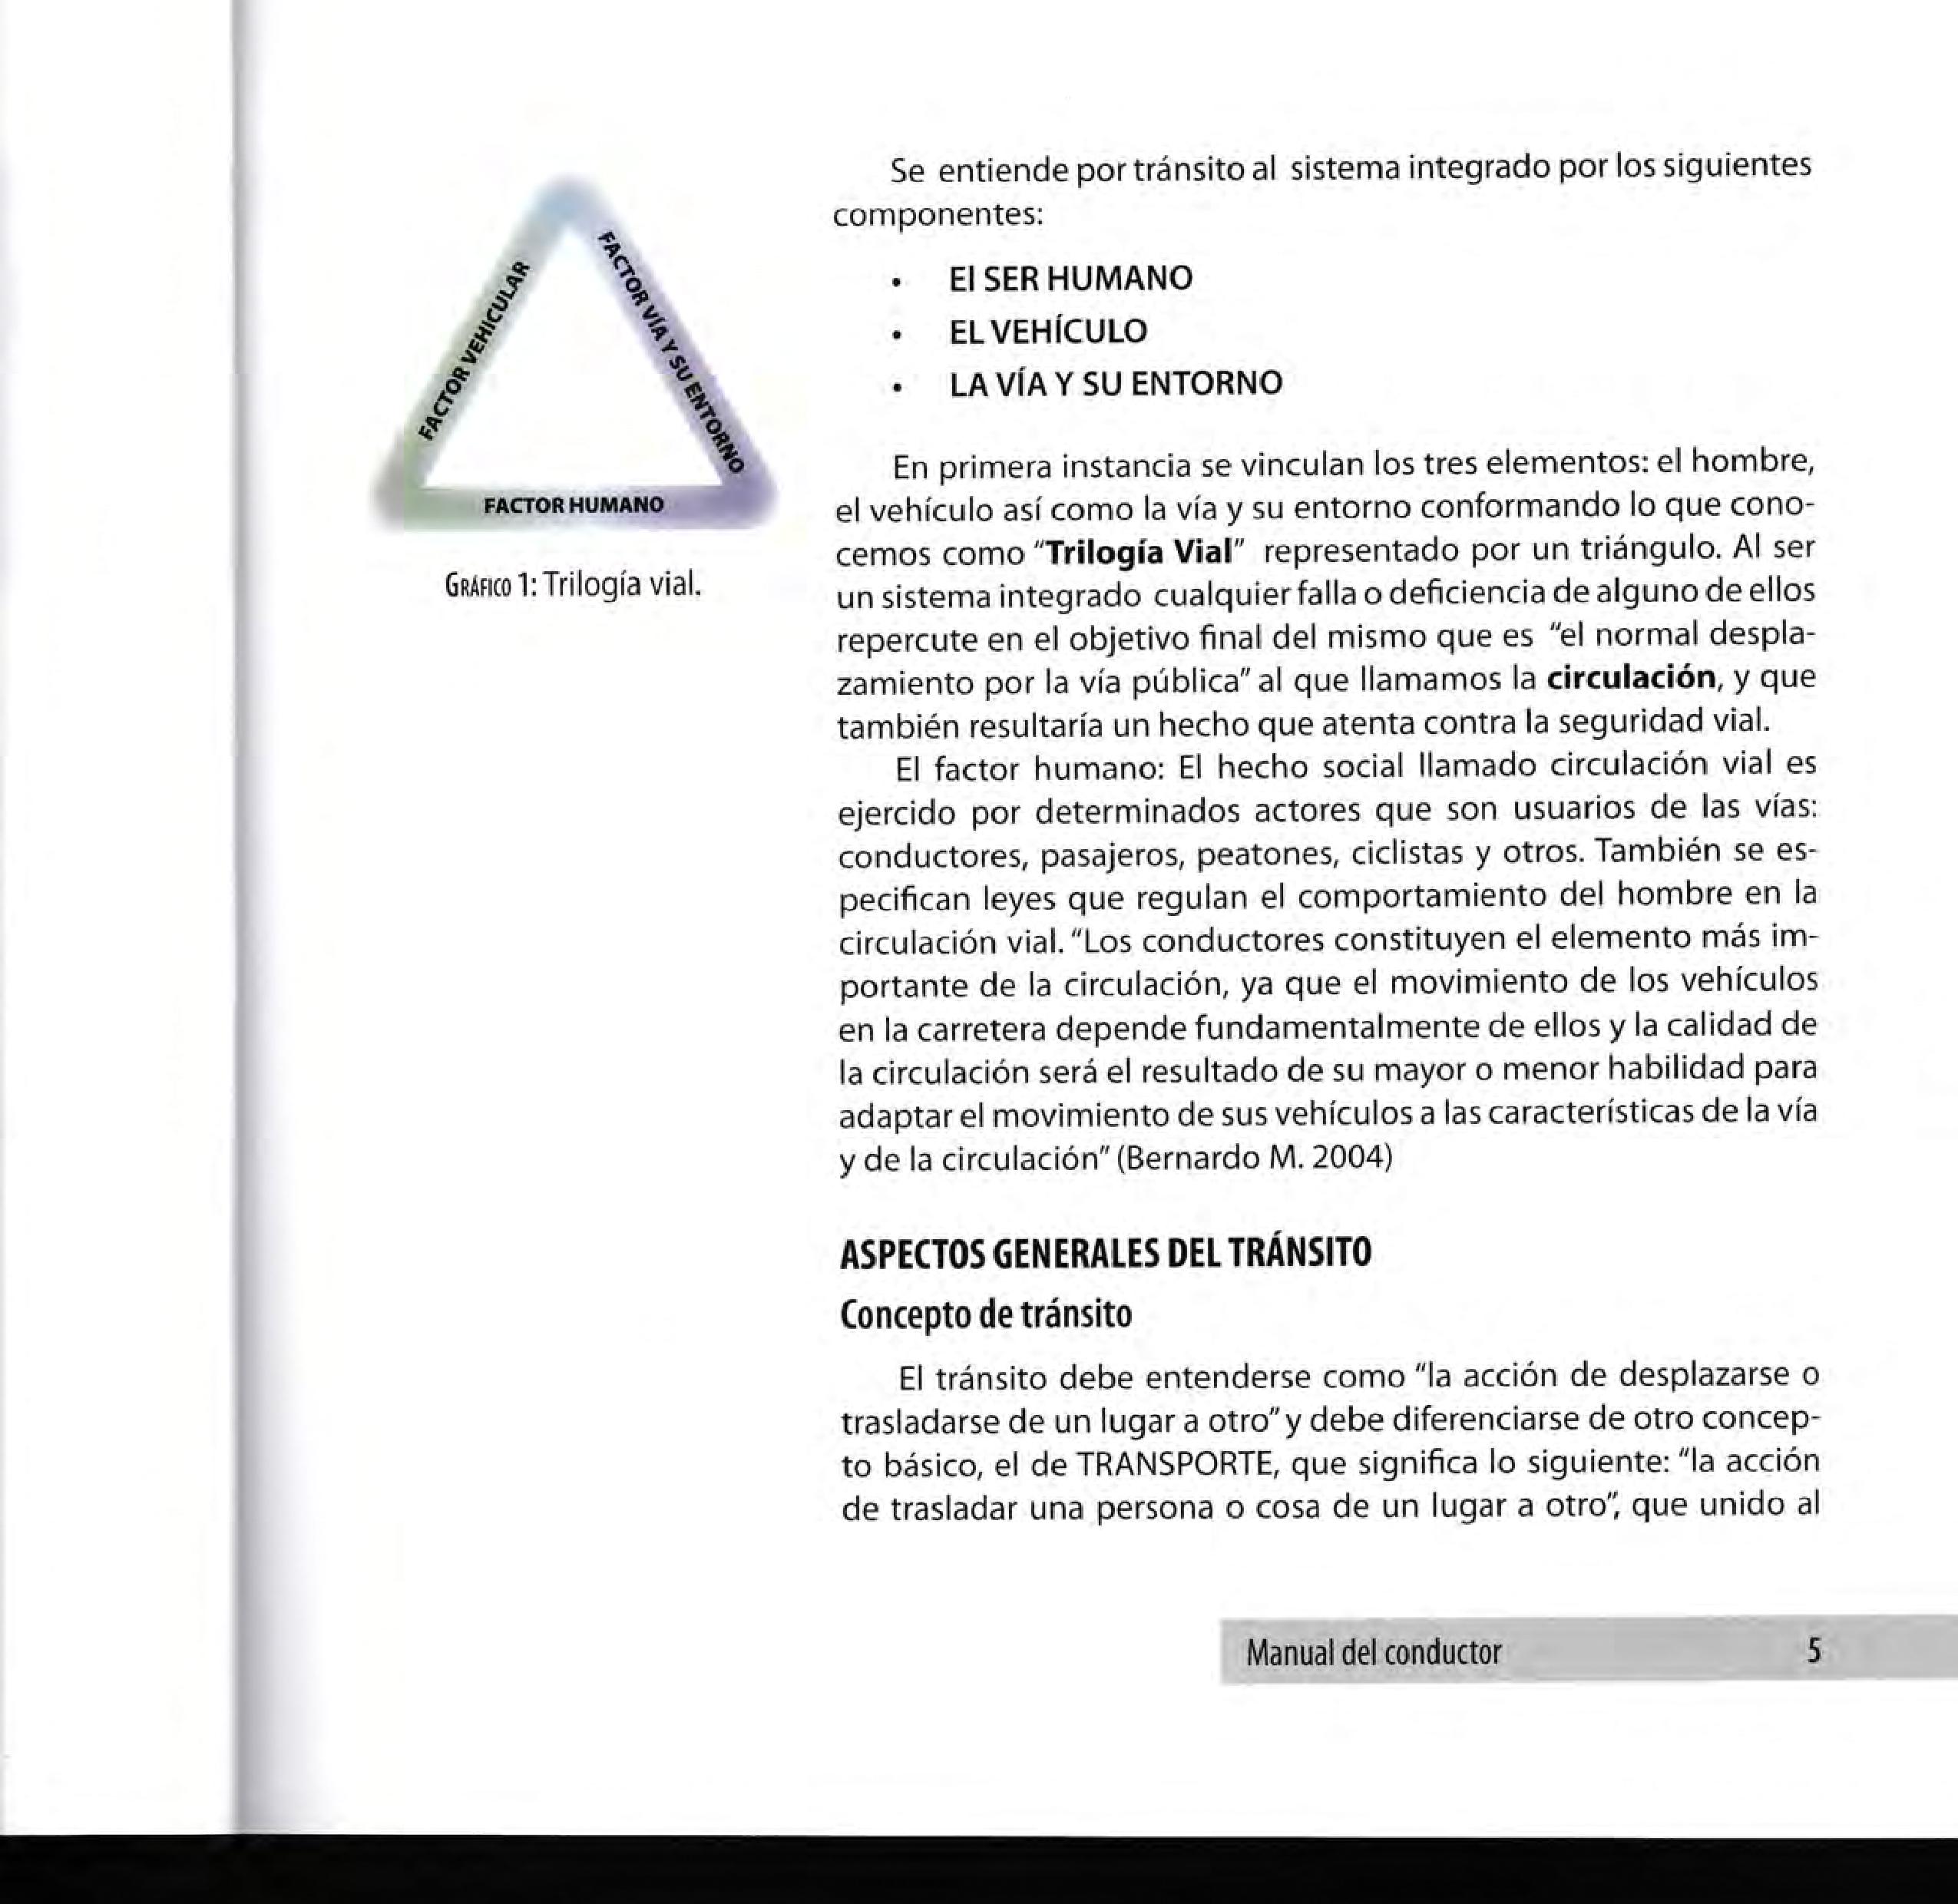 FACTOR VEHICULAR
FACTOR VÍA Y SU ENTORNO
FACTOR HUMANO
GRÁFICO 1: Trilogía vial.
Se entiende por tránsito al sistema integrado por los siguientes
componentes:
• El SER HUMANO
• EL VEHÍCULO
• LA VÍA Y SU ENTORNO
En primera instancia se vinculan los tres elementos: el hombre,
el vehículo así como la vía y su entorno conformando lo que cono-
cemos como "Trilogía Vial" representado por un triángulo. Al ser
un sistema integrado cualquier falla o deficiencia de alguno de ellos
repercute en el objetivo final del mismo que es "el normal despla-
zamiento por la vía pública" al que llamamos la circulación, y que
también resultaría un hecho que atenta contra la seguridad vial.
El factor humano: El hecho social llamado circulación vial es
ejercido por determinados actores que son usuarios de las vías:
conductores, pasajeros, peatones, ciclistas y otros. También se es-
pecifican leyes que regulan el comportamiento del hombre en la
circulación vial. "Los conductores constituyen el elemento más im-
portante de la circulación, ya que el movimiento de los vehículos
en la carretera depende fundamentalmente de ellos y la calidad de
la circulación será el resultado de su mayor o menor habilidad para
adaptar el movimiento de sus vehículos a las características de la vía
y de la circulación" (Bernardo M. 2004)
ASPECTOS GENERALES DEL TRÁNSITO
Concepto de tránsito
El tránsito debe entenderse como "la acción de desplazarse o
trasladarse de un lugar a otro" y debe diferenciarse de otro concep-
to básico, el de TRANSPORTE, que significa lo siguiente: "la acción
de trasladar una persona o cosa de un lugar a otro", que unido al
Manual del conductor 5